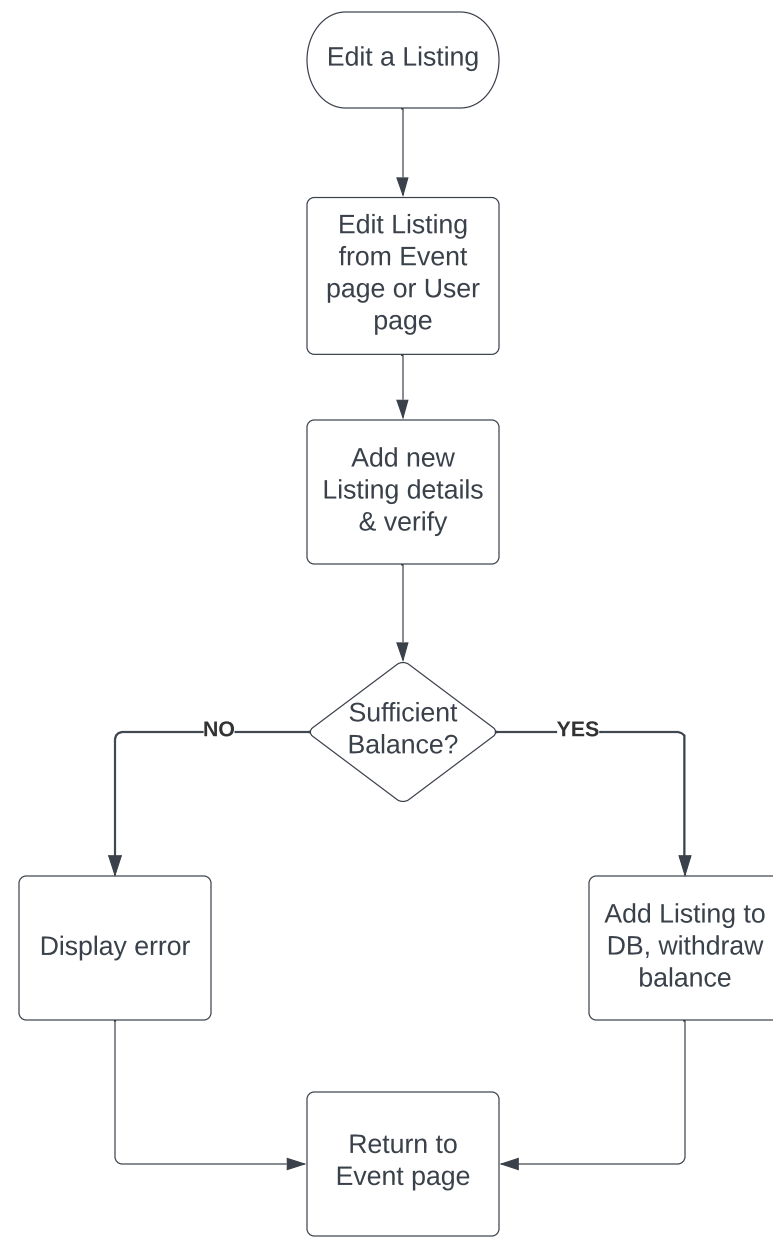 Edit a Listing
Edit Listing
from Event
page or User
page
Add new
Listing details
& verify
Sufficient
Balance?
NO
YES
Display error
Add Listing to
DB, withdraw
balance
Return to
Event page